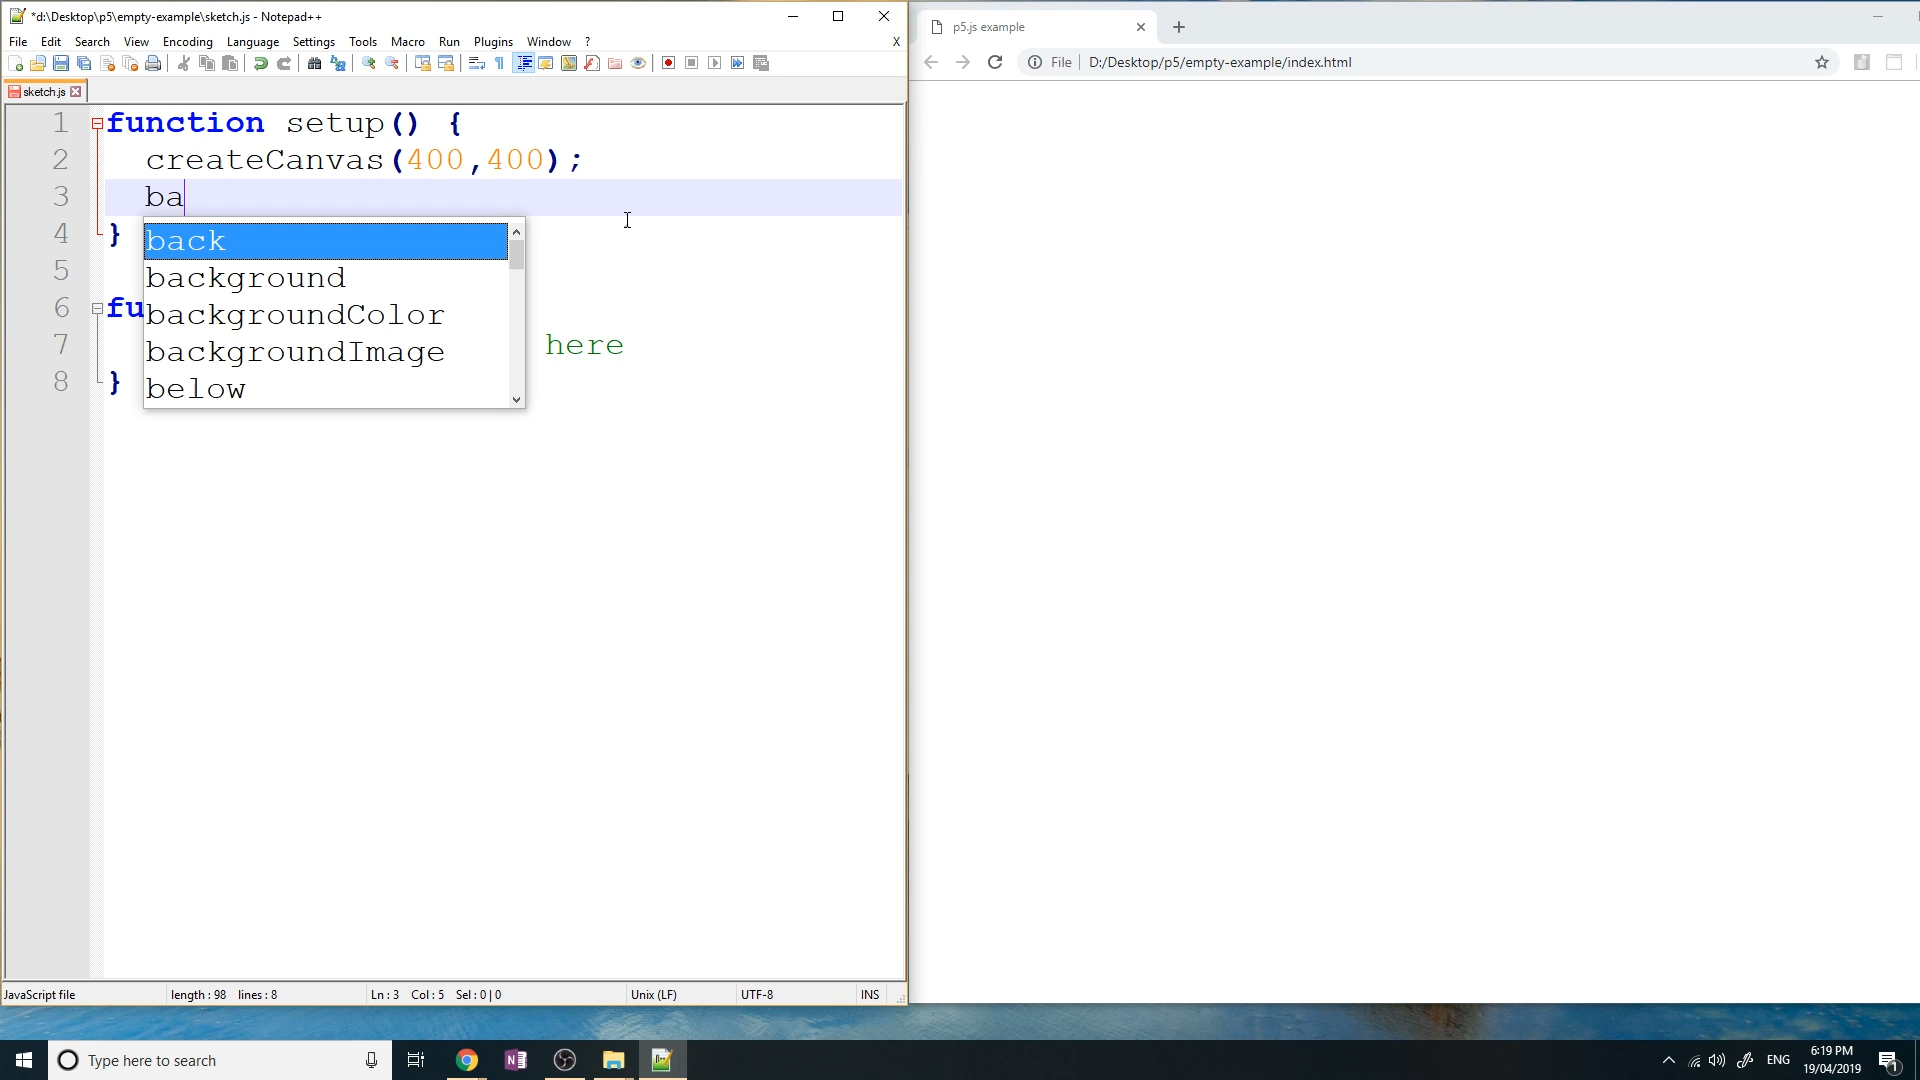 *d:\Desktop\p5\empty-example\sketch.js - Notepad++
File Edit Search View Encoding Language Settings Tools Macro Run Plugins Window ? X
sketch.js
1 function setup() {
2 createCanvas(400,400);
3 ba
4 }
5
6 fu
7 here
8 }
back
background
backgroundColor
backgroundImage
below
JavaScript file length : 98 lines : 8 Ln : 3 Col : 5 Sel : 0 | 0 Unix (LF) UTF-8 INS
p5.js example
File D:/Desktop/p5/empty-example/index.html
Type here to search
ENG
6:19 PM
19/04/2019
1